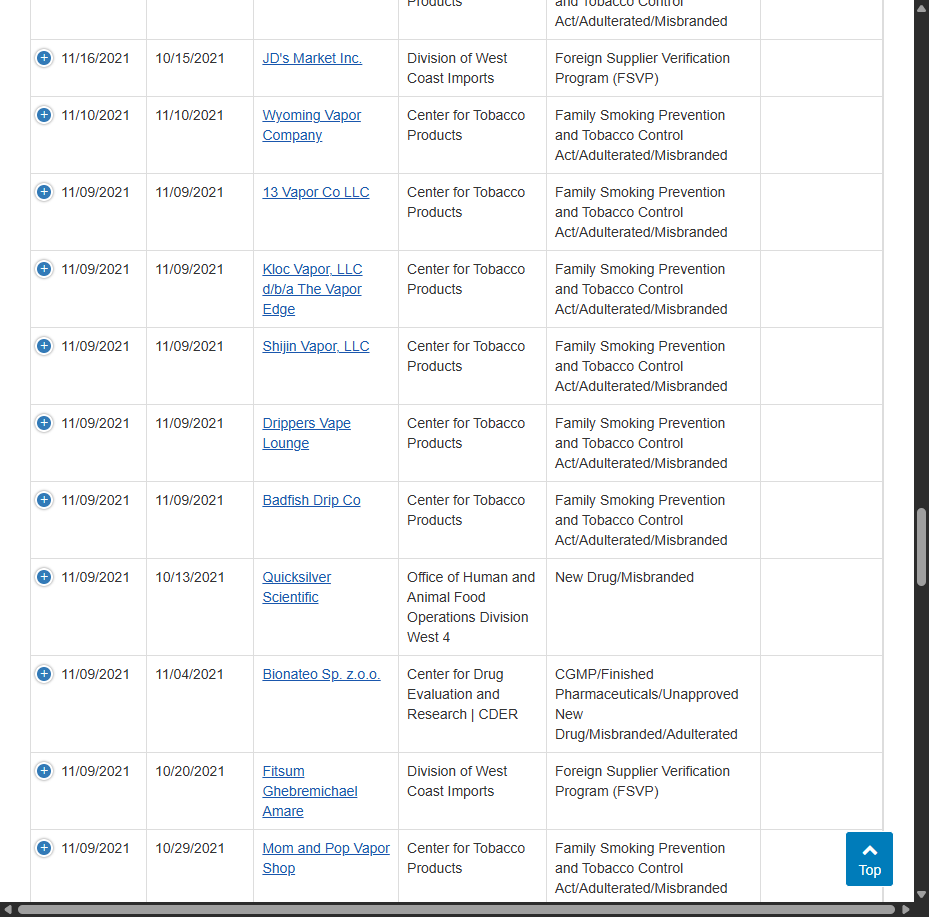 Products
and Tobacco Control
Act/Adulterated/Misbranded
11/16/2021 10/15/2021 JD's Market Inc. Division of West Foreign Supplier Verification
Coast Imports Program (FSVP)
11/10/2021 11/10/2021 Wyoming Vapor Center for Tobacco Family Smoking Prevention
Company Products and Tobacco Control
Act/Adulterated/Misbranded
11/09/2021 11/09/2021 13 Vapor Co LLC Center for Tobacco Family Smoking Prevention
Products and Tobacco Control
Act/Adulterated/Misbranded
11/09/2021 11/09/2021 Kloc Vapor, LLC Center for Tobacco Family Smoking Prevention
d/b/a The Vapor Products and Tobacco Control
Edge Act/Adulterated/Misbranded
11/09/2021 11/09/2021 Shijin Vapor, LLC Center for Tobacco Family Smoking Prevention
Products and Tobacco Control
Act/Adulterated/Misbranded
11/09/2021 11/09/2021 Drippers Vape Center for Tobacco Family Smoking Prevention
Lounge Products and Tobacco Control
Act/Adulterated/Misbranded
11/09/2021 11/09/2021 Badfish Drip Co Center for Tobacco Family Smoking Prevention
Products and Tobacco Control
Act/Adulterated/Misbranded
11/09/2021 10/13/2021 Quicksilver Office of Human and New Drug/Misbranded
Scientific Animal Food
Operations Division
West 4
11/09/2021 11/04/2021 Bionateo Sp. z.o.o. Center for Drug CGMP/Finished
Evaluation and Pharmaceuticals/Unapproved
Research | CDER New
Drug/Misbranded/Adulterated
11/09/2021 10/20/2021 Fitsum Division of West Foreign Supplier Verification
Ghebremichael Coast Imports Program (FSVP)
Amare
11/09/2021 10/29/2021 Mom and Pop Vapor Center for Tobacco Family Smoking Prevention
Shop Products and Tobacco Control
Act/Adulterated/Misbranded
Top